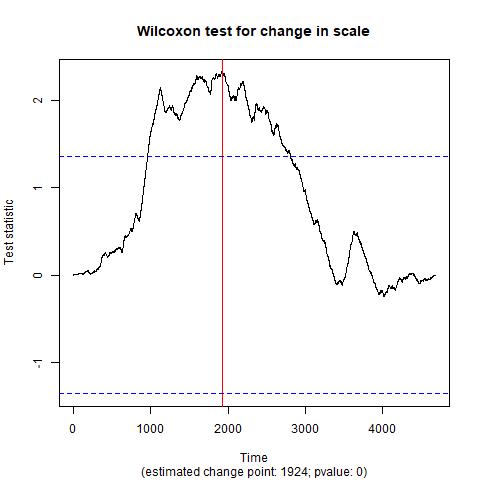 Wilcoxon test for change in scale
Test statistic
2
1
0
-1
0 1000 2000 3000 4000
Time
(estimated change point: 1924; pvalue: 0)